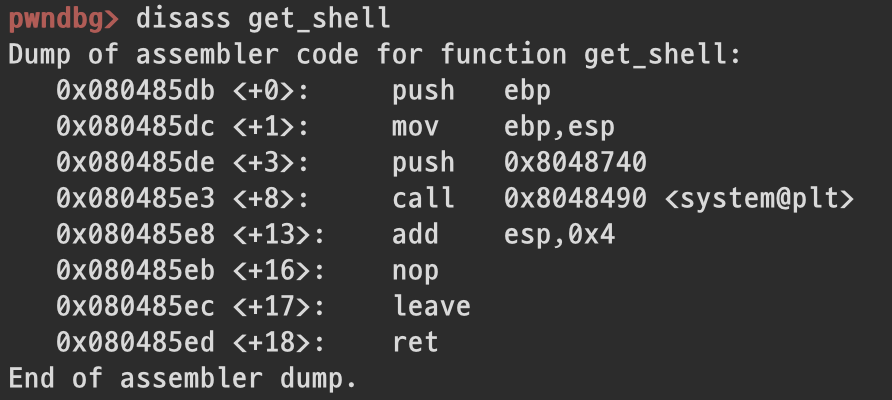 pwndbg> disass get_shell
Dump of assembler code for function get_shell:
   0x080485db <+0>:     push   ebp
   0x080485dc <+1>:     mov    ebp,esp
   0x080485de <+3>:     push   0x8048740
   0x080485e3 <+8>:     call   0x8048490 <system@plt>
   0x080485e8 <+13>:    add    esp,0x4
   0x080485eb <+16>:    nop
   0x080485ec <+17>:    leave
   0x080485ed <+18>:    ret
End of assembler dump.